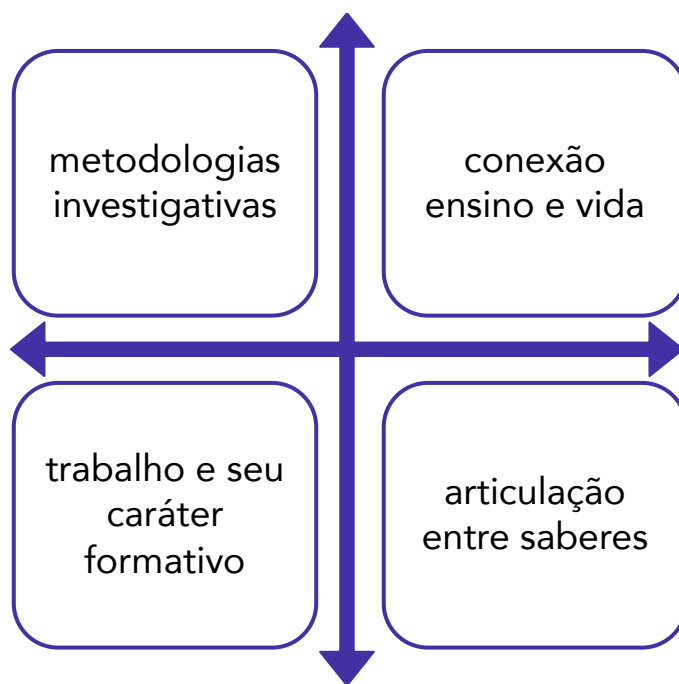 metodologias
investigativas
conexão
ensino e vida
trabalho e seu
caráter
formativo
articulação
entre saberes